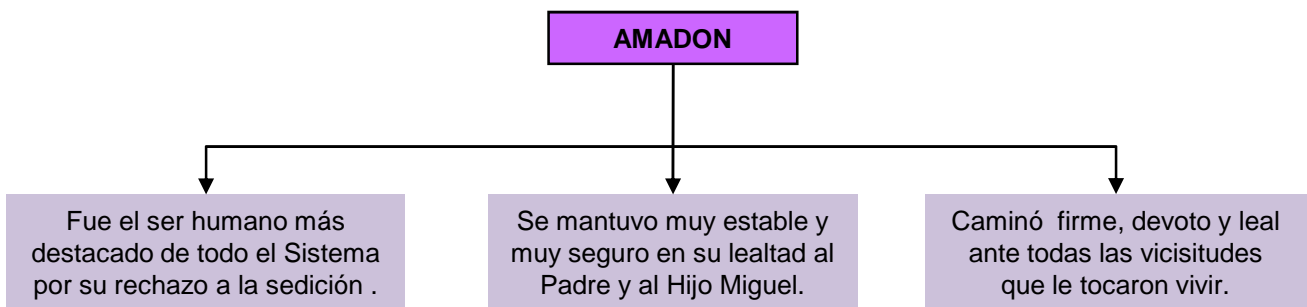 AMADON
Fue el ser humano más
destacado de todo el Sistema
por su rechazo a la sedición .
Se mantuvo muy estable y
muy seguro en su lealtad al
Padre y al Hijo Miguel.
Caminó firme, devoto y leal
ante todas las vicisitudes
que le tocaron vivir.